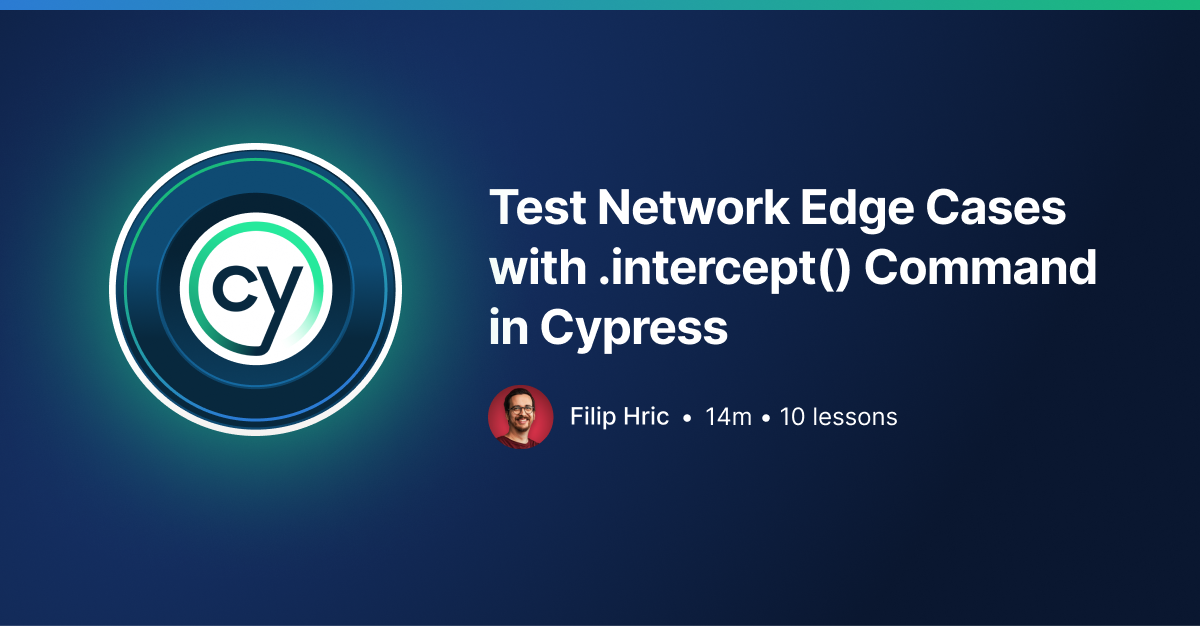 cy
Test Network Edge Cases
with .intercept() Command
in Cypress
Filip Hric • 14m • 10 lessons